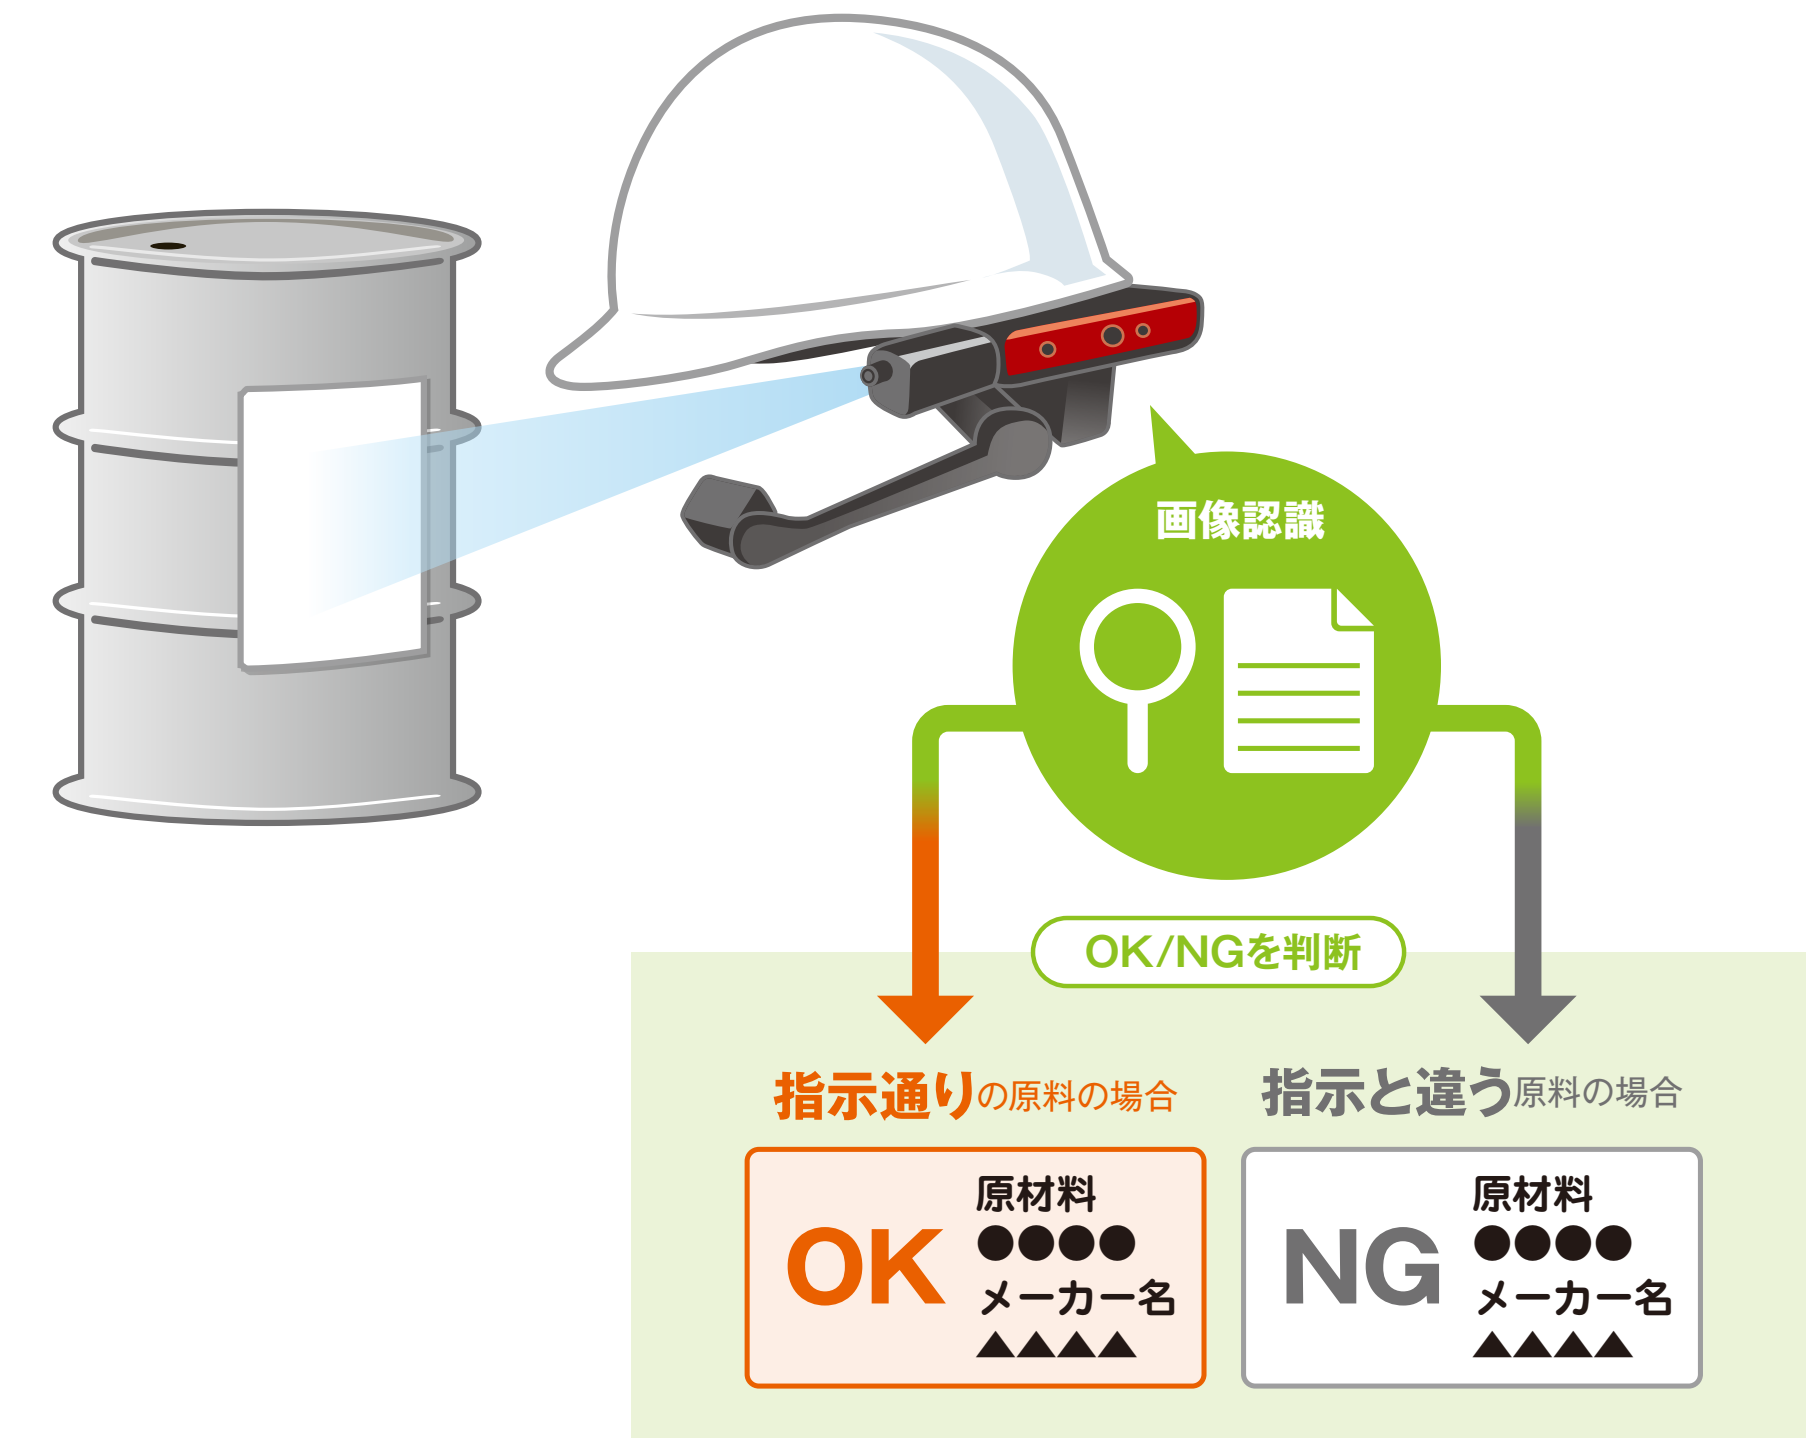 画像認識
OK/NGを判断
指示通りの原料の場合
OK
原材料
●●●●
メーカー名
▲▲▲▲
指示と違う原料の場合
NG
原材料
●●●●
メーカー名
▲▲▲▲